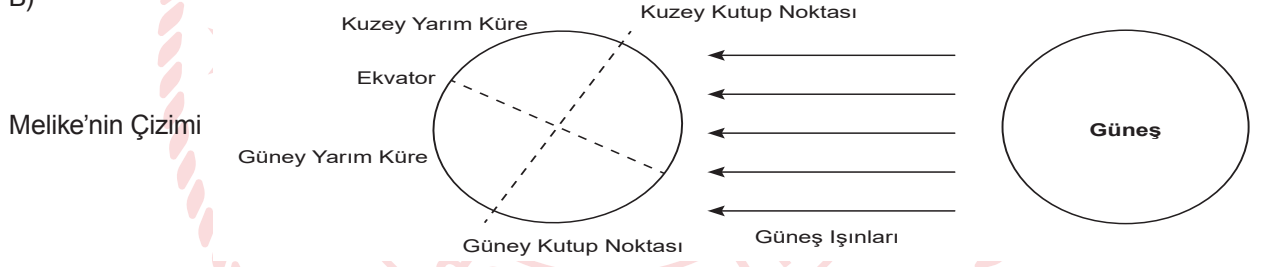 B)
Kuzey Yarım Küre
Kuzey Kutup Noktası
Ekvator
Melike'nin Çizimi
Güneş
Güney Yarım Küre
Güney Kutup Noktası
Güneş Işınları